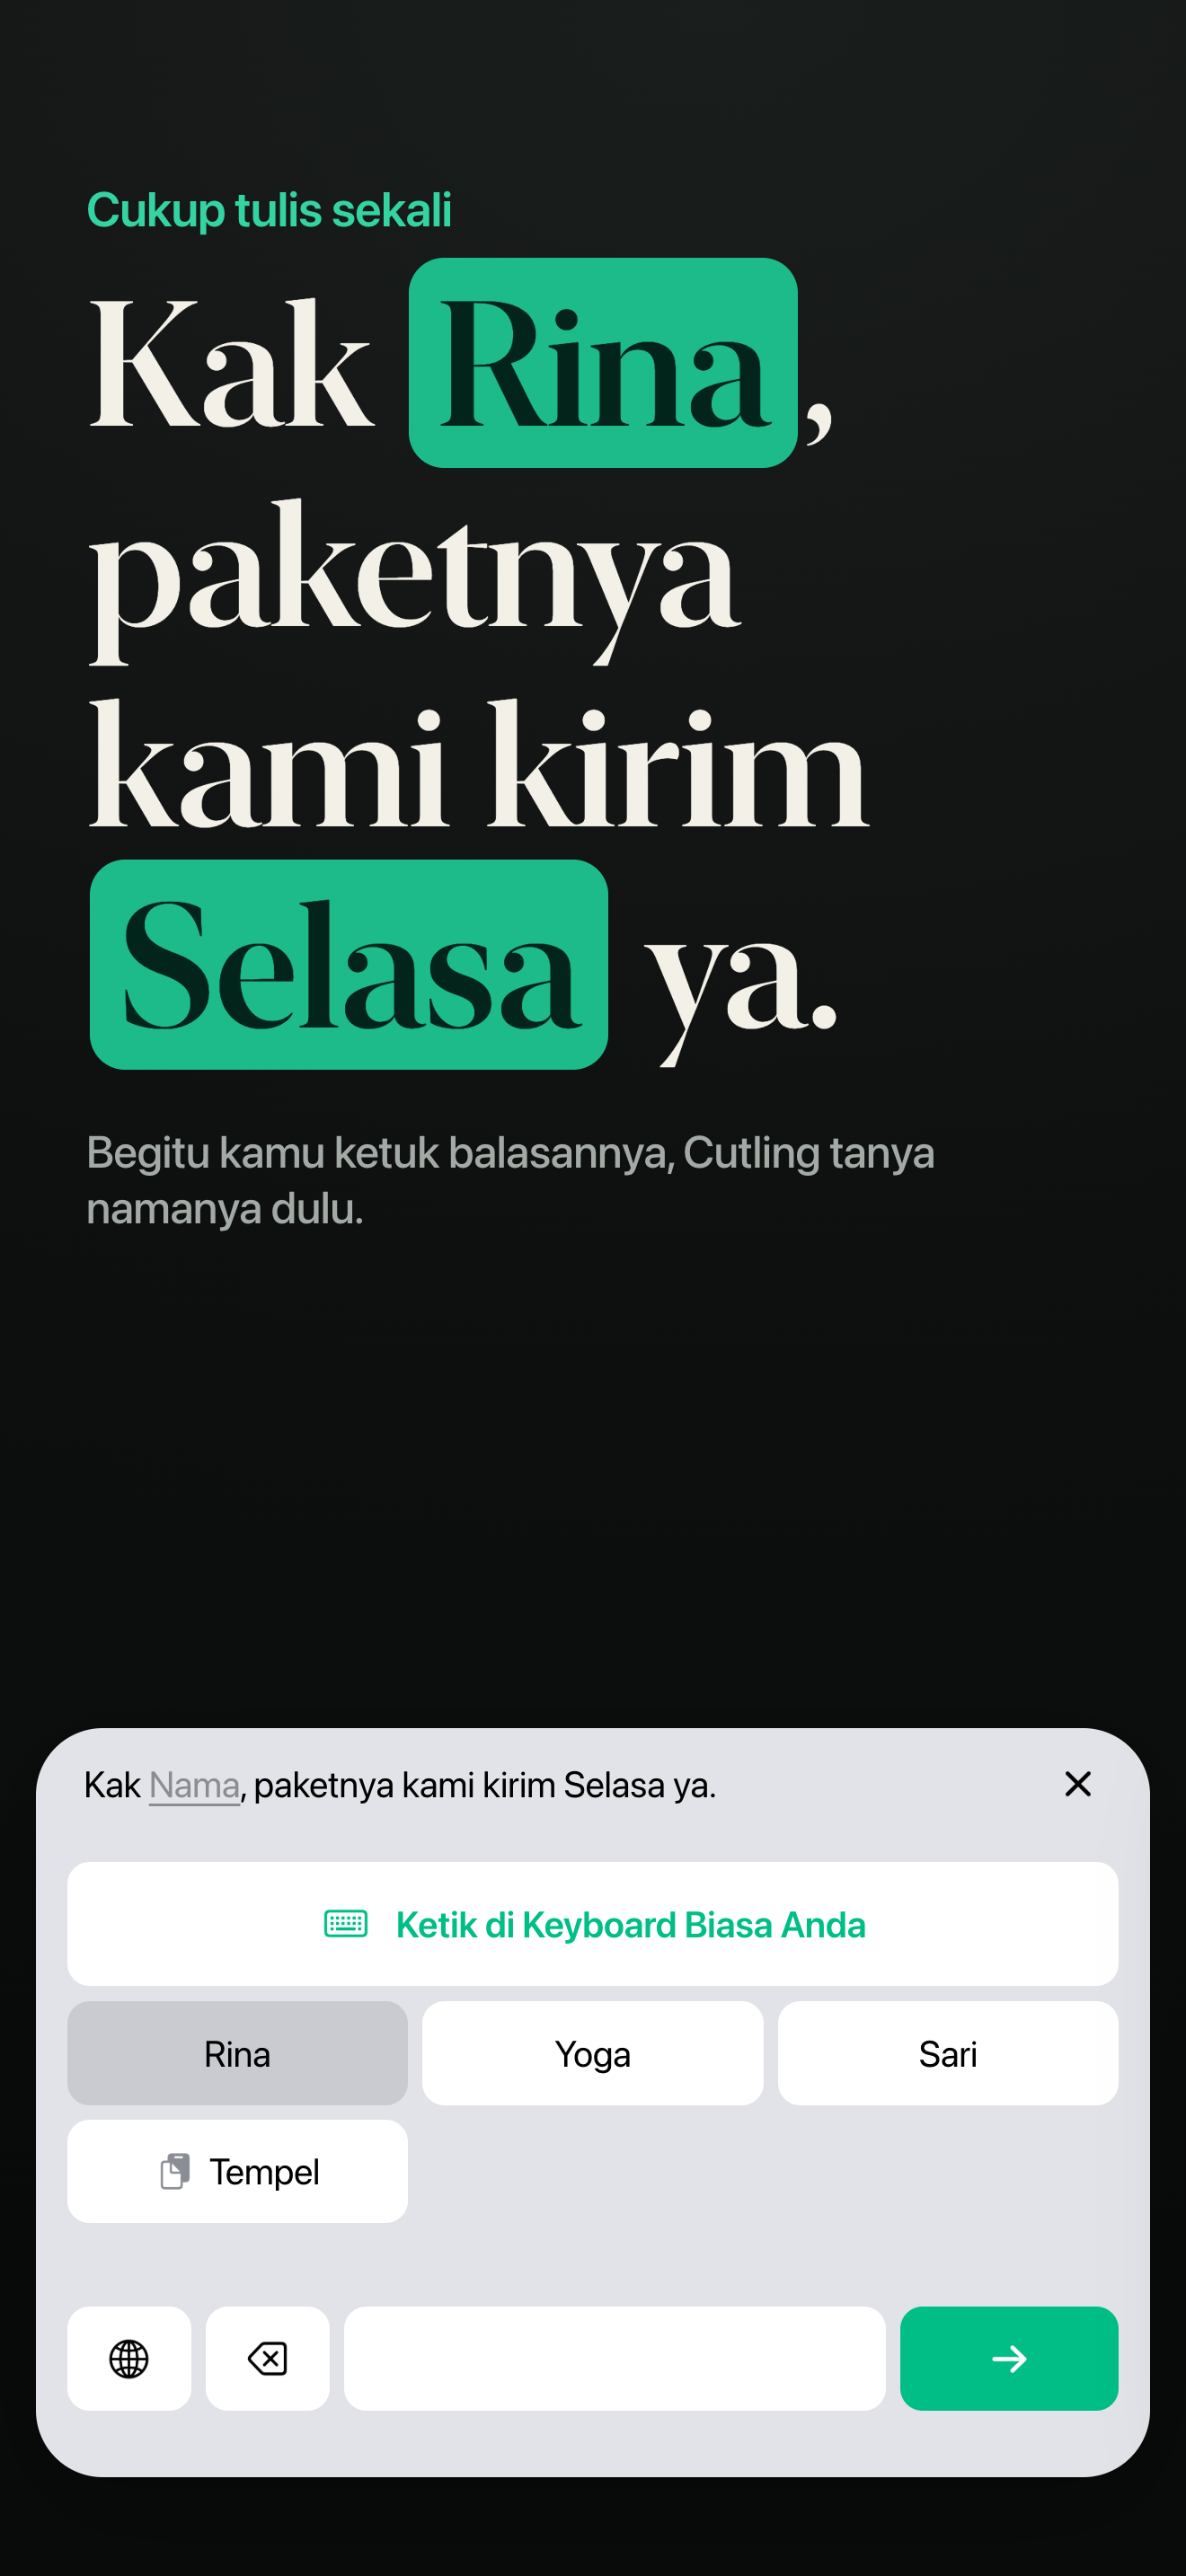 Cukup tulis sekali
Kak Rina,
paketnya
kami kirim
Selasa ya.
Begitu kamu ketuk balasannya, Cutling tanya
namanya dulu.
Kak Nama, paketnya kami kirim Selasa ya.
Ketik di Keyboard Biasa Anda
Rina
Yoga
Sari
Tempel